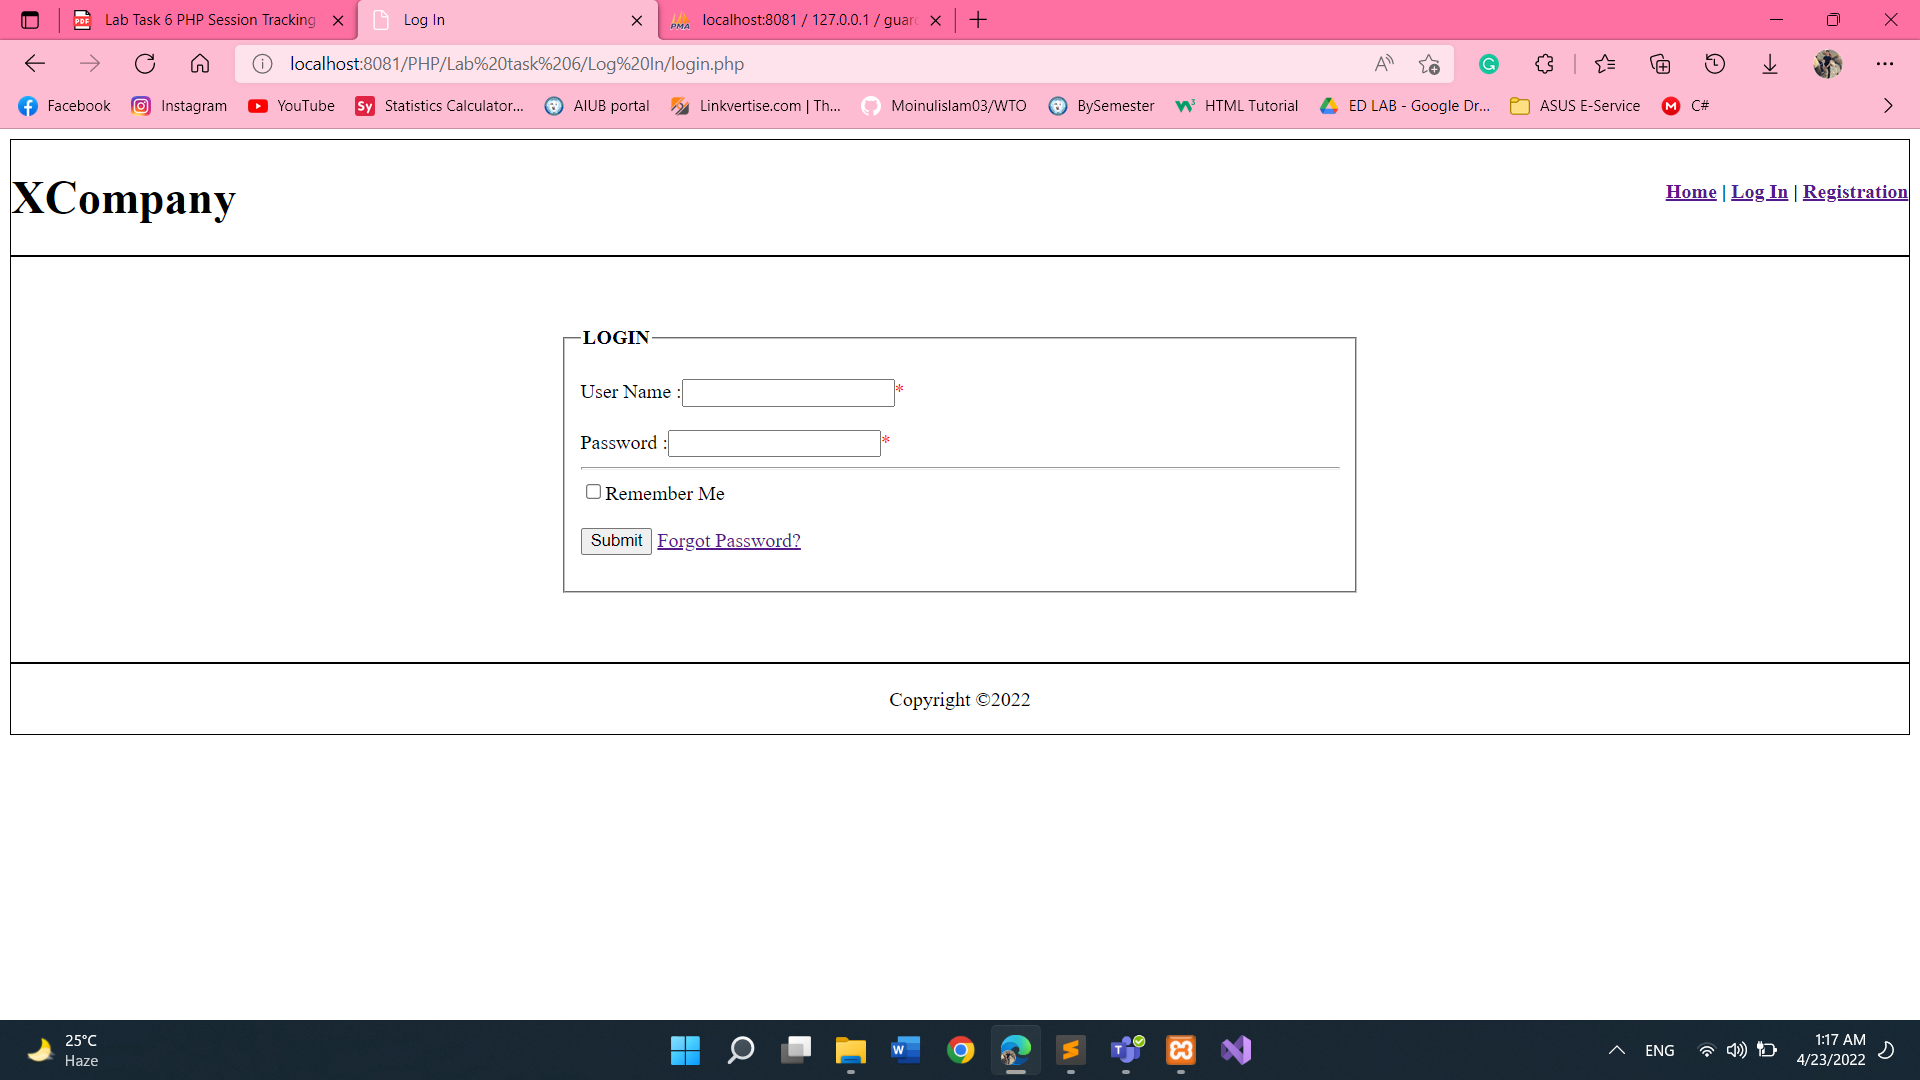 Lab Task 6 PHP Session Tracking
Log In
localhost:8081 / 127.0.0.1 / guar
localhost:8081/PHP/Lab%20task%206/Log%20In/login.php
Facebook Instagram YouTube Sy Statistics Calculator... AIUB portal Linkvertise.com | Th... Moinulislam03/WTO BySemester HTML Tutorial ED LAB - Google Dr... ASUS E-Service C#
XCompany
Home | Log In | Registration
LOGIN
User Name :*
Password :*
Remember Me
Submit Forgot Password?
Copyright ©2022
25°C
Haze
ENG
1:17 AM
4/23/2022